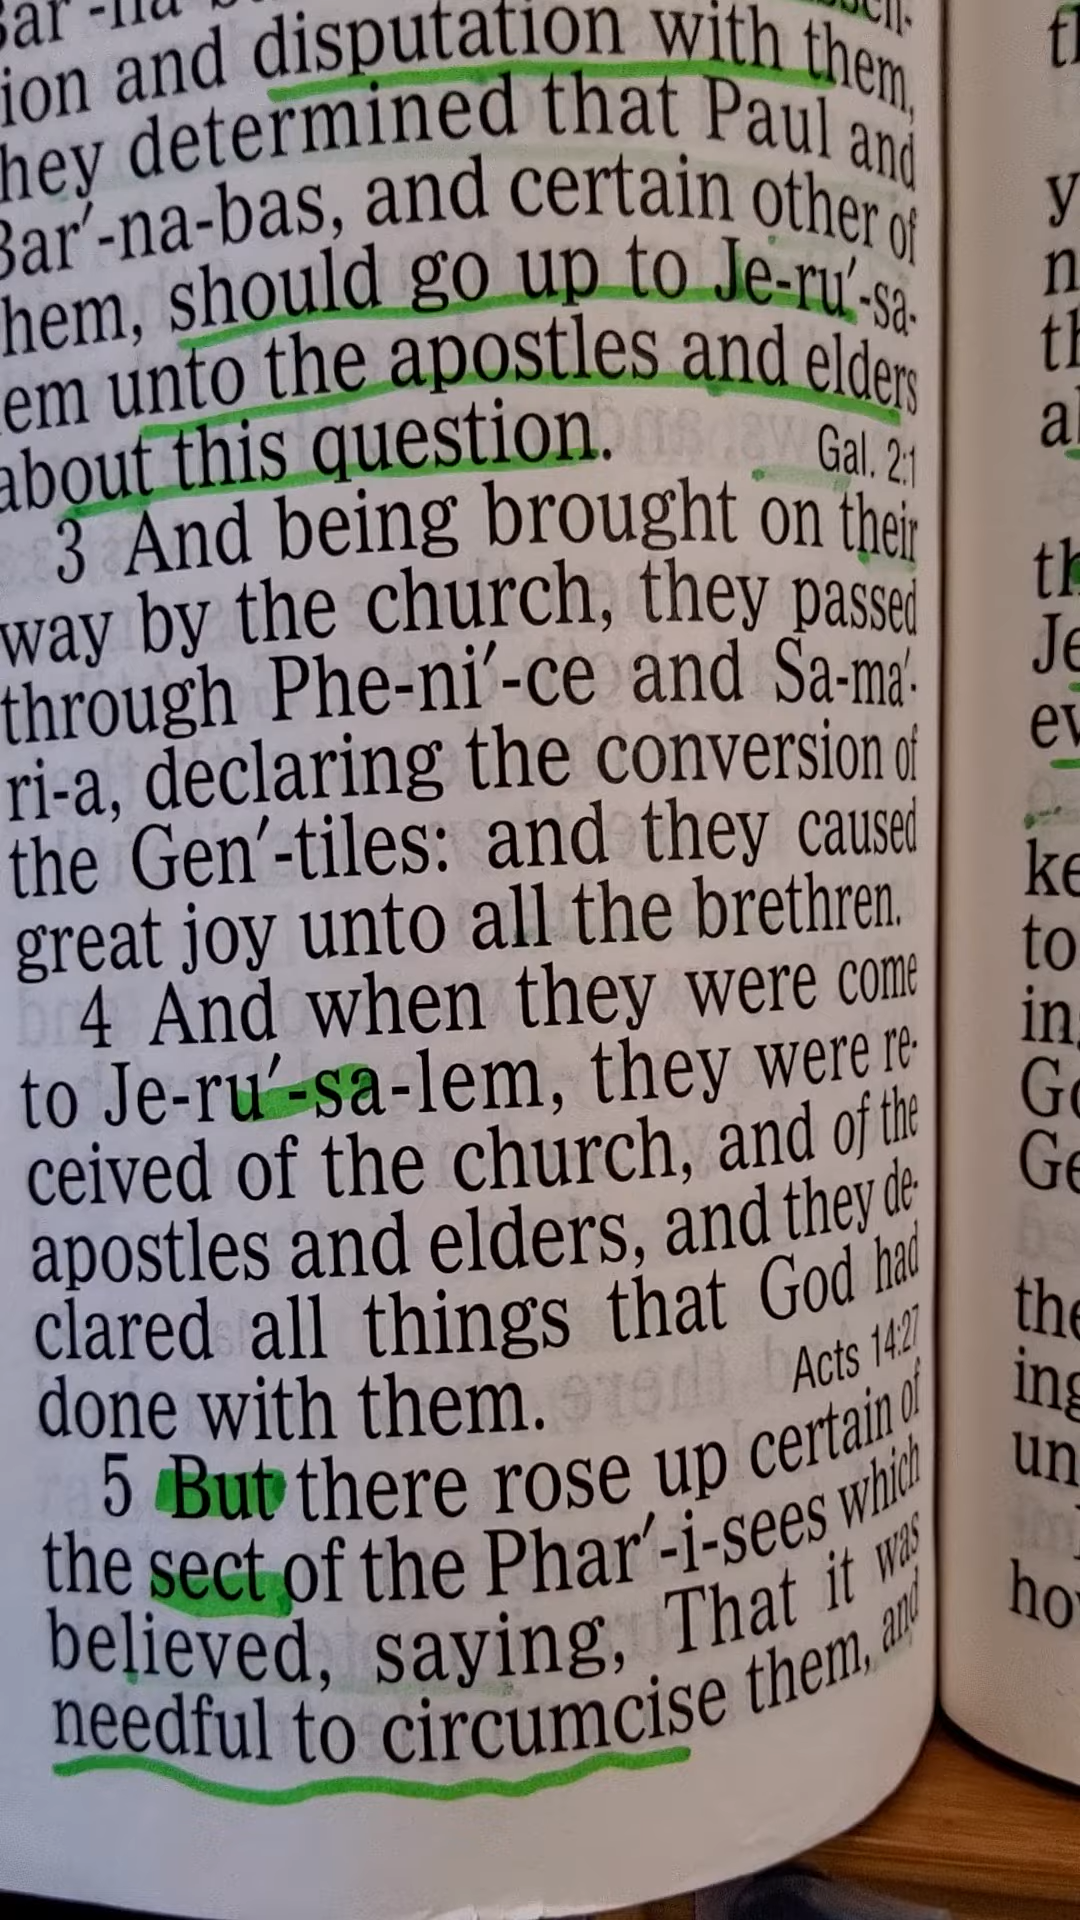 ion and disputation with them,
hey determined that Paul and
Bar′-na-bas, and certain other of
hem, should go up to Je-ru′-sa-
em unto the apostles and elders
about this question. Gal. 2:1
3 And being brought on their
way by the church, they passed
through Phe-ni′-ce and Sa-ma′-
ri-a, declaring the conversion of
the Gen′-tiles: and they caused
great joy unto all the brethren.
4 And when they were come
to Je-ru′-sa-lem, they were re-
ceived of the church, and of the
apostles and elders, and they de-
clared all things that God had
done with them. Acts 14:27
5 But there rose up certain of
the sect of the Phar′-i-sees which
believed, saying, That it was
needful to circumcise them, and